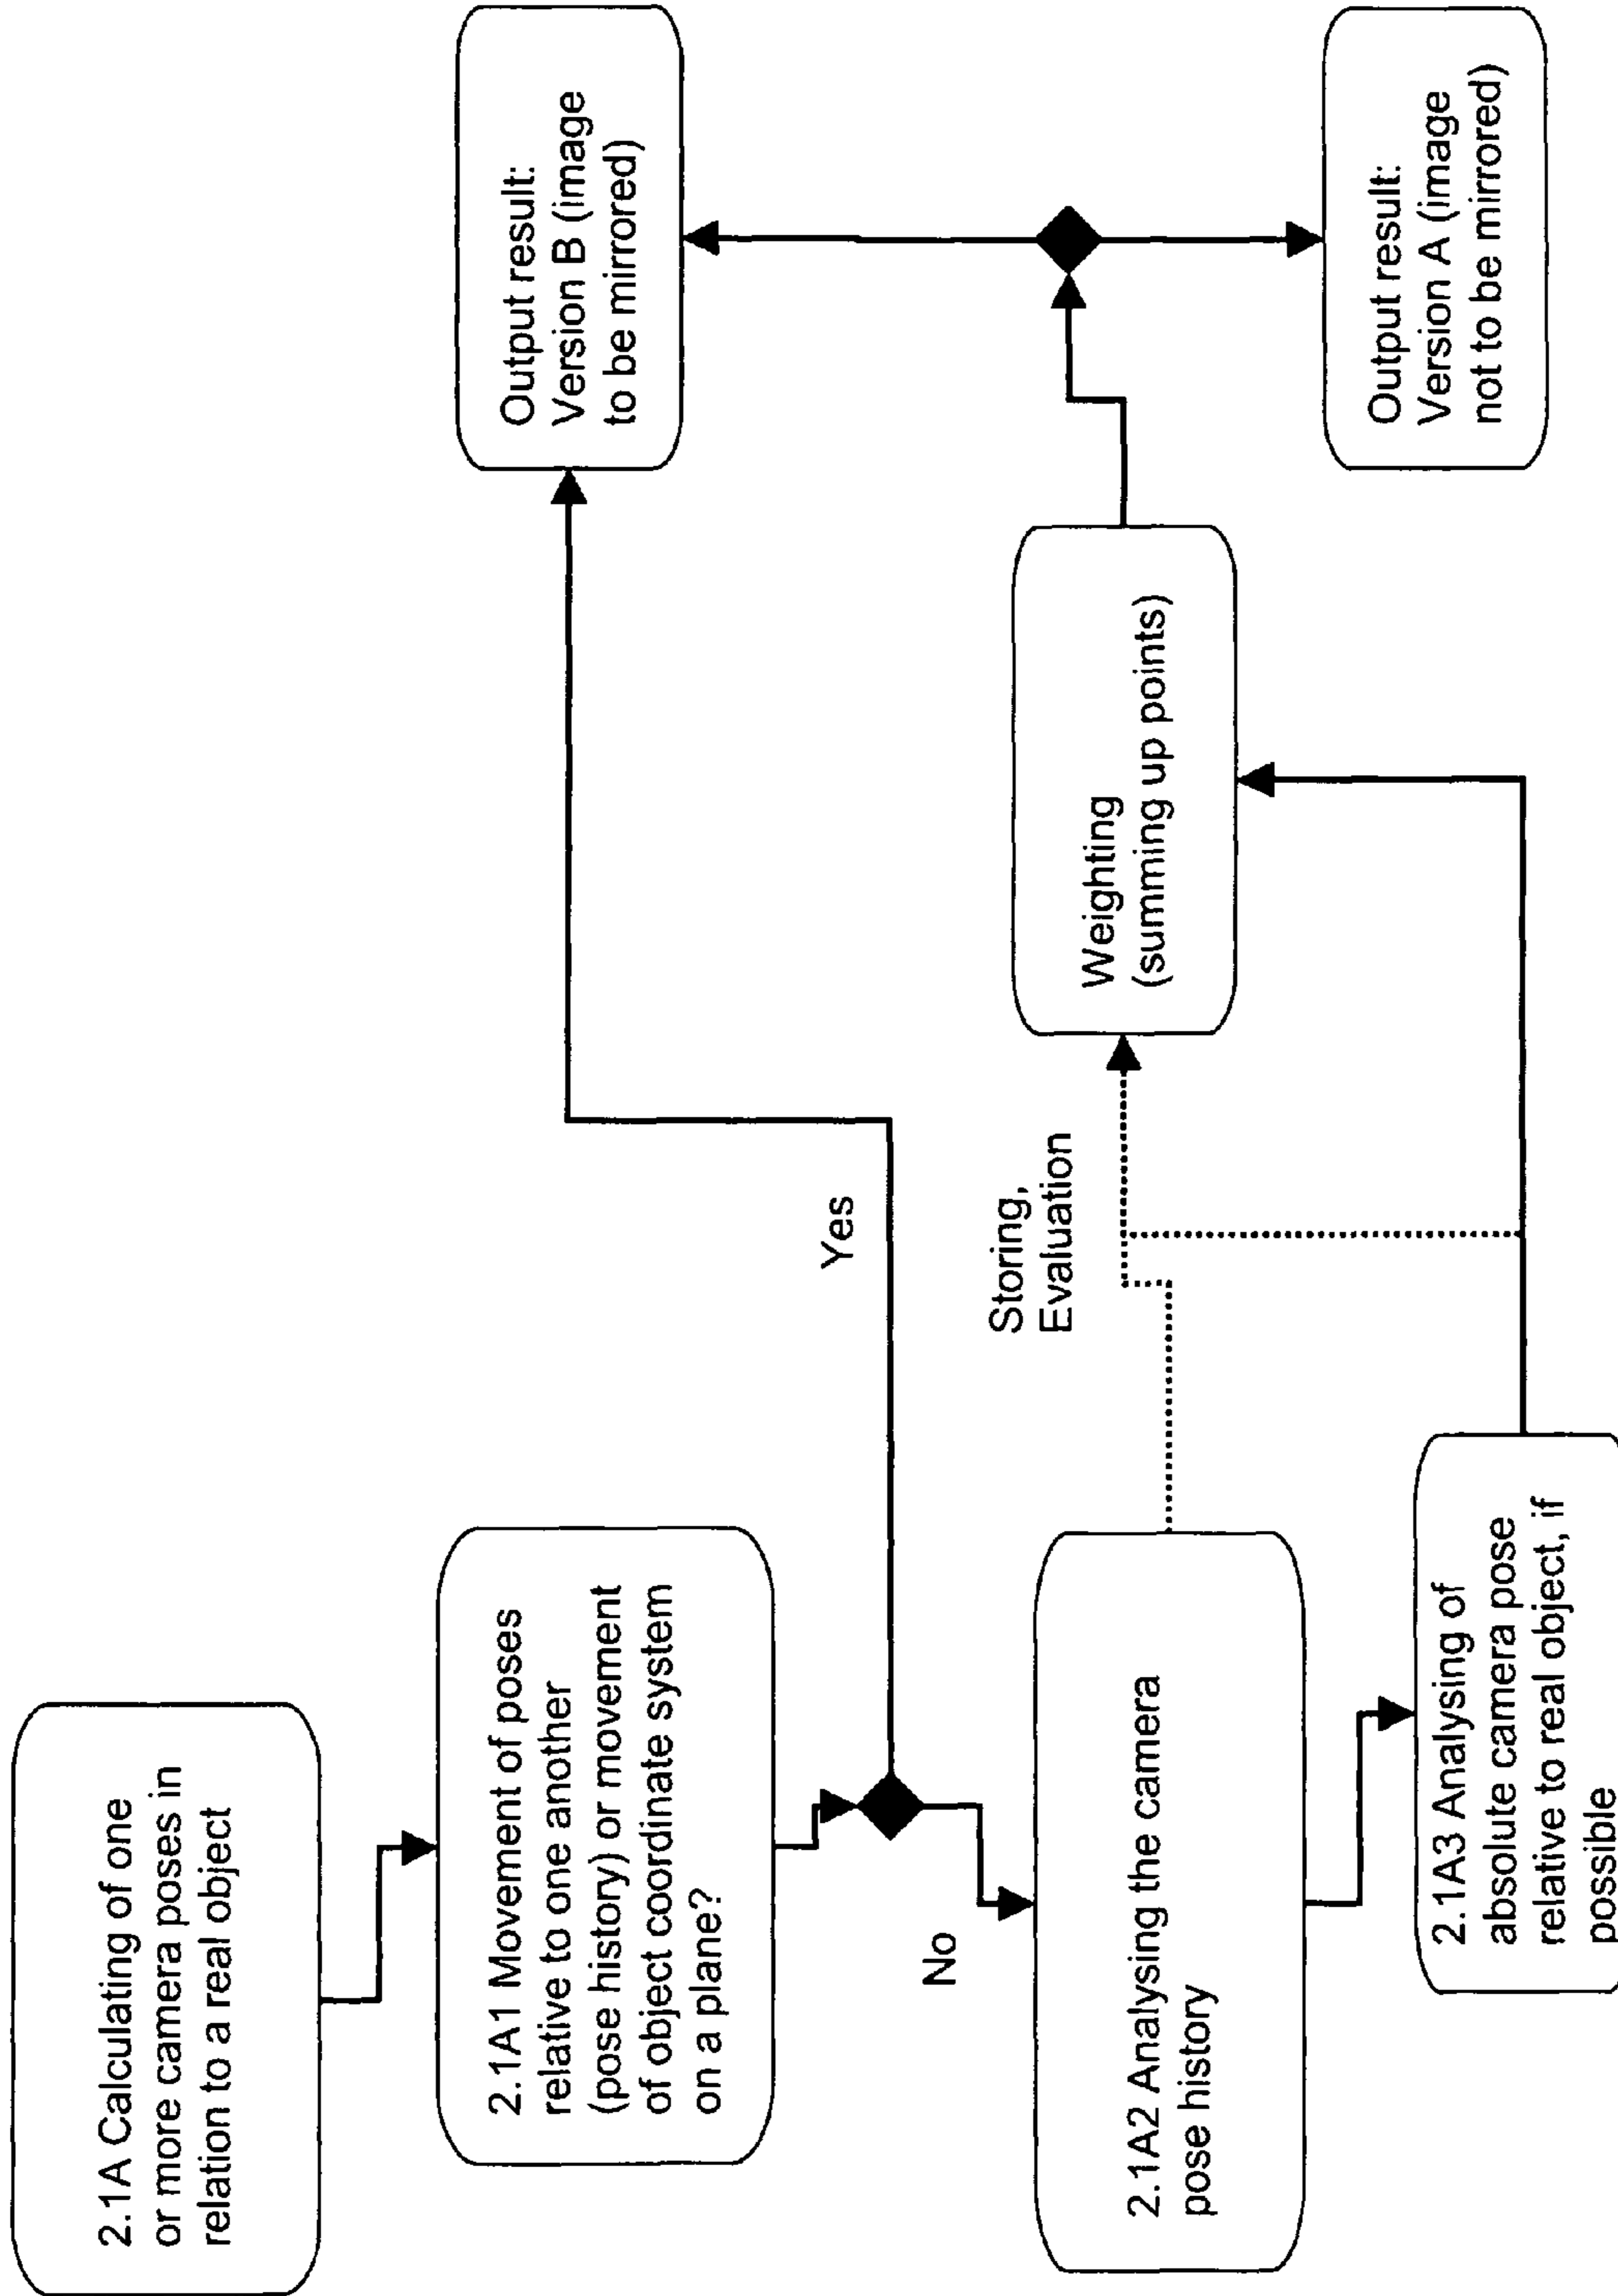 2.1A Calculating of one
or more camera poses in
relation to a real object
2.1A1 Movement of poses
relative to one another
(pose history) or movement
of object coordinate system
on a plane?
Yes
No
2.1A2 Analysing the camera
pose history
2.1A3 Analysing of
absolute camera pose
relative to real object, if
possible
Storing,
Evaluation
Weighting
(summing up points)
Output result:
Version B (image
to be mirrored)
Output result:
Version A (image
not to be mirrored)